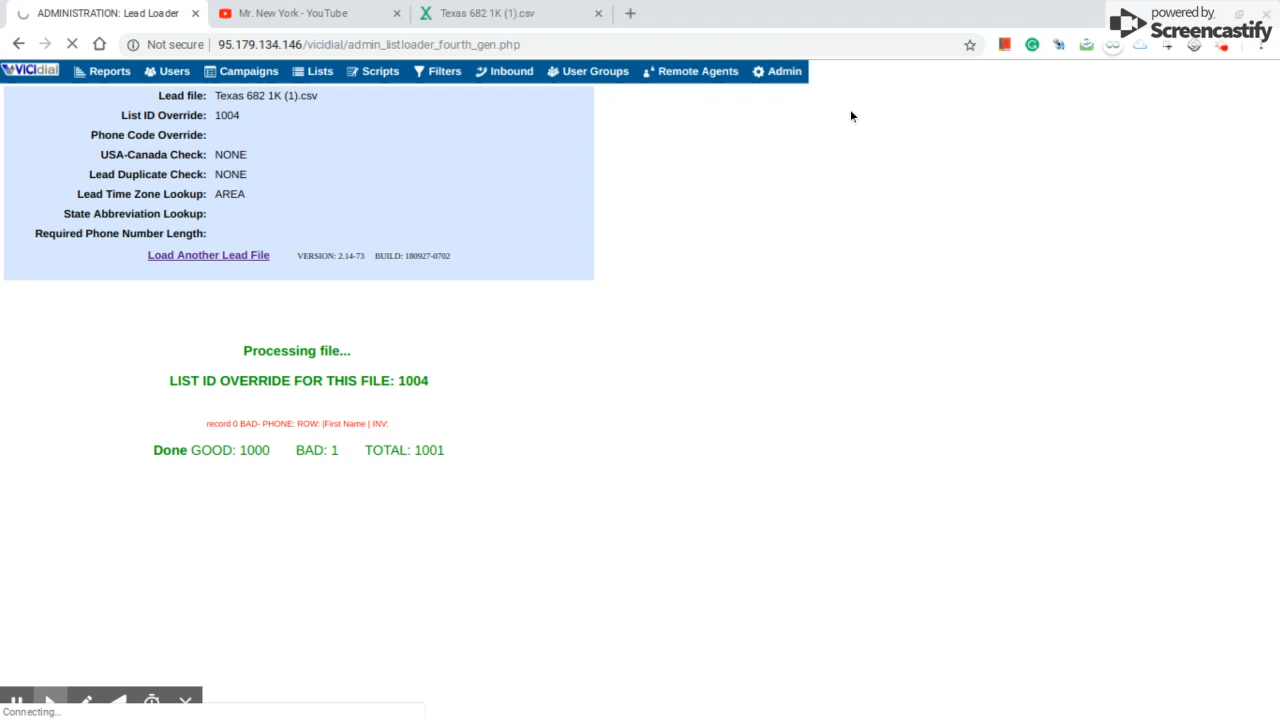 ADMINISTRATION: Lead Loader
Mr. New York - YouTube
Texas 682 1K (1).csv
powered by
Screencastify
Not secure
95.179.134.146/vicidial/admin_listloader_fourth_gen.php
VICIdial
Reports
Users
Campaigns
Lists
Scripts
Filters
Inbound
User Groups
Remote Agents
Admin
Lead file: Texas 682 1K (1).csv
List ID Override: 1004
Phone Code Override:
USA-Canada Check: NONE
Lead Duplicate Check: NONE
Lead Time Zone Lookup: AREA
State Abbreviation Lookup:
Required Phone Number Length:
Load Another Lead File VERSION: 2.14-73 BUILD: 180927-0702
Processing file...
LIST ID OVERRIDE FOR THIS FILE: 1004
record 0 BAD- PHONE: ROW: |First Name | INV:
Done GOOD: 1000 BAD: 1 TOTAL: 1001
Connecting...